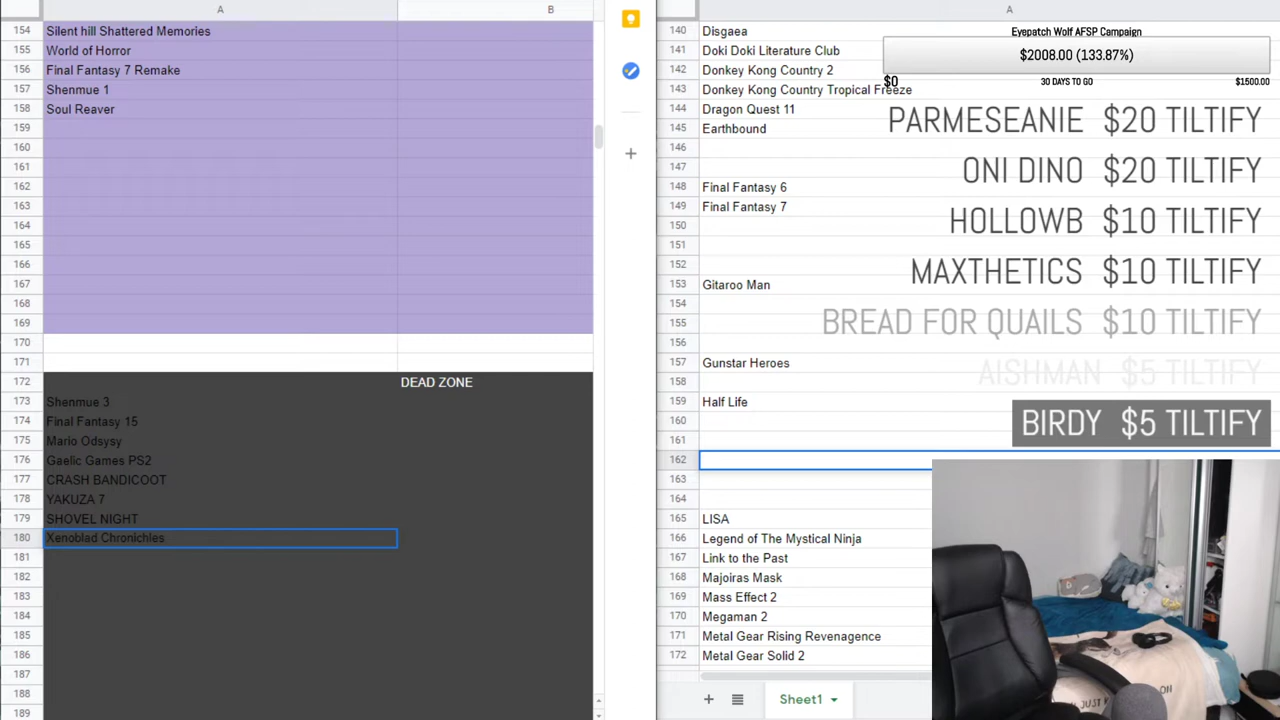 A
B
154 Silent hill Shattered Memories
155 World of Horror
156 Final Fantasy 7 Remake
157 Shenmue 1
158 Soul Reaver
159
160
161
162
163
164
165
166
167
168
169
170
171
172 DEAD ZONE
173 Shenmue 3
174 Final Fantasy 15
175 Mario Odsysy
176 Gaelic Games PS2
177 CRASH BANDICOOT
178 YAKUZA 7
179 SHOVEL NIGHT
180 Xenoblad Chronichles
181
182
183
184
185
186
187
188
189
A
140 Disgaea
141 Doki Doki Literature Club
142 Donkey Kong Country 2
143 Donkey Kong Country Tropical Freeze
144 Dragon Quest 11
145 Earthbound
146
147
148 Final Fantasy 6
149 Final Fantasy 7
150
151
152
153 Gitaroo Man
154
155
156
157 Gunstar Heroes
158
159 Half Life
160
161
162
163
164
165 LISA
166 Legend of The Mystical Ninja
167 Link to the Past
168 Majoiras Mask
169 Mass Effect 2
170 Megaman 2
171 Metal Gear Rising Revenagence
172 Metal Gear Solid 2
Sheet1
Eyepatch Wolf AFSP Campaign
$2008.00 (133.87%)
$0 30 DAYS TO GO $1500.00
PARMESEANIE $20 TILTIFY
ONI DINO $20 TILTIFY
HOLLOWB $10 TILTIFY
MAXTHETICS $10 TILTIFY
BREAD FOR QUAILS $10 TILTIFY
AISHMAN $5 TILTIFY
BIRDY $5 TILTIFY